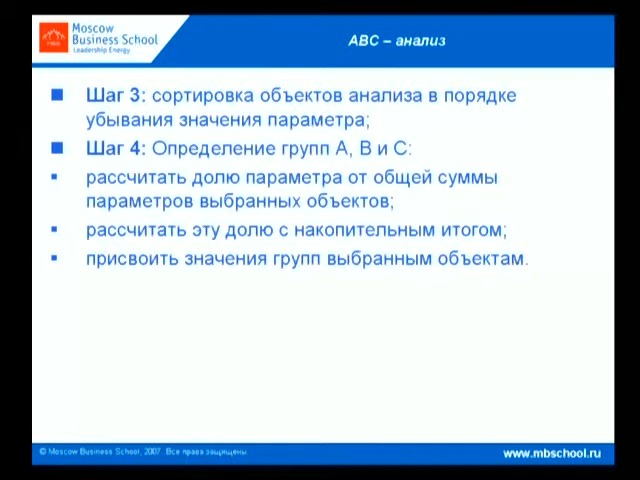 Moscow
Business School
Leadership Energy
ABC – анализ
Шаг 3: сортировка объектов анализа в порядке
убывания значения параметра;
Шаг 4: Определение групп А, В и С:
рассчитать долю параметра от общей суммы
параметров выбранных объектов;
рассчитать эту долю с накопительным итогом;
присвоить значения групп выбранным объектам.
© Moscow Business School, 2007. Все права защищены
www.mbschool.ru